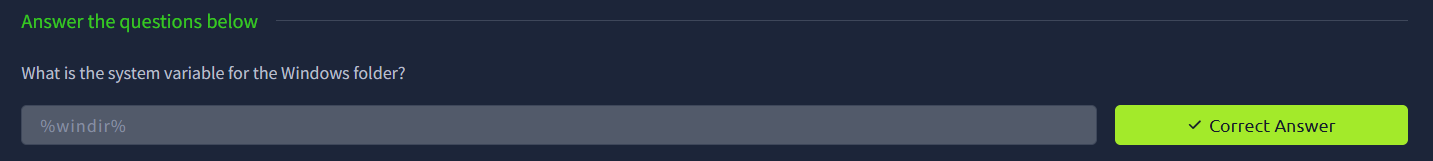 Answer the questions below
What is the system variable for the Windows folder?
%windir%
Correct Answer